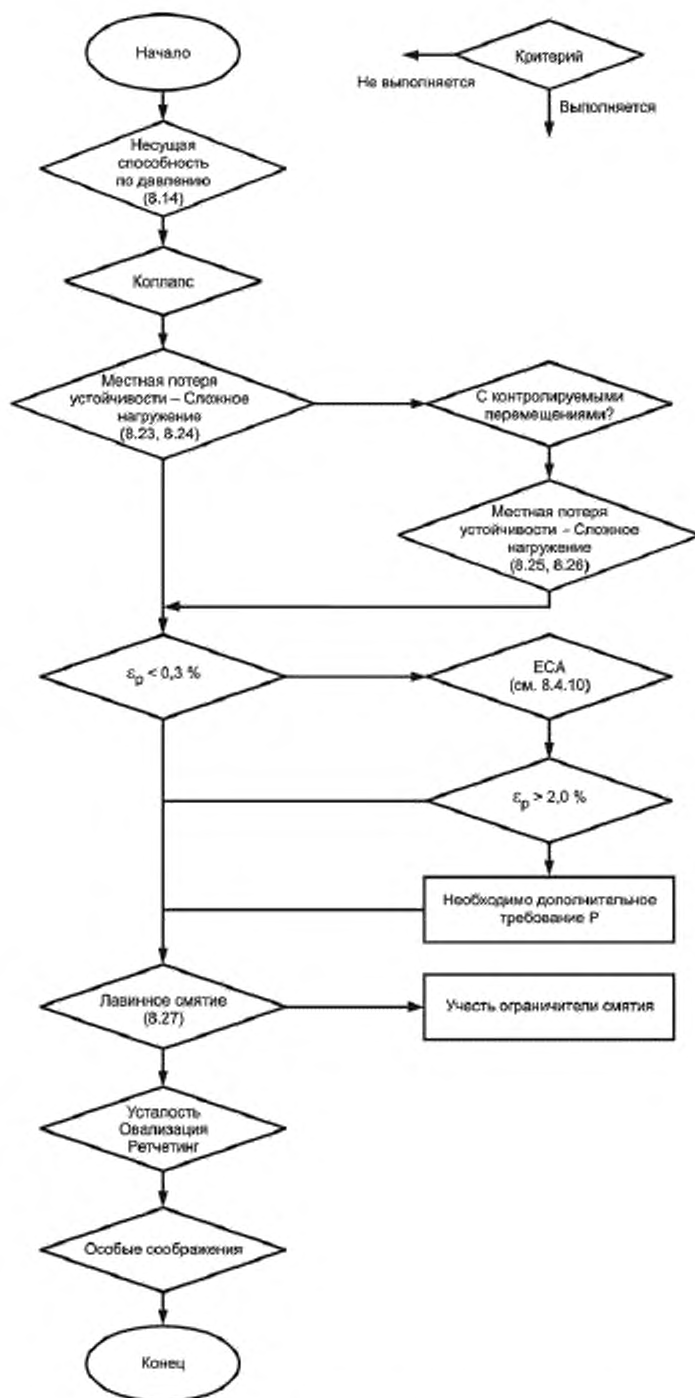 Начало
Критерий
Не выполняется
Выполняется
Несущая
способность
по давлению
(8.14)
Коллапс
Местная потеря
устойчивости – Сложное
нагружение
(8.23, 8.24)
С контролируемыми
перемещениями?
Местная потеря
устойчивости – Сложное
нагружение
(8.25, 8.26)
εp < 0,3 %
ECA
(см. 8.4.10)
εp > 2,0 %
Необходимо дополнительное
требование P
Лавинное смятие
(8.27)
Учесть ограничители смятия
Усталость
Овализация
Ретчетинг
Особые соображения
Конец